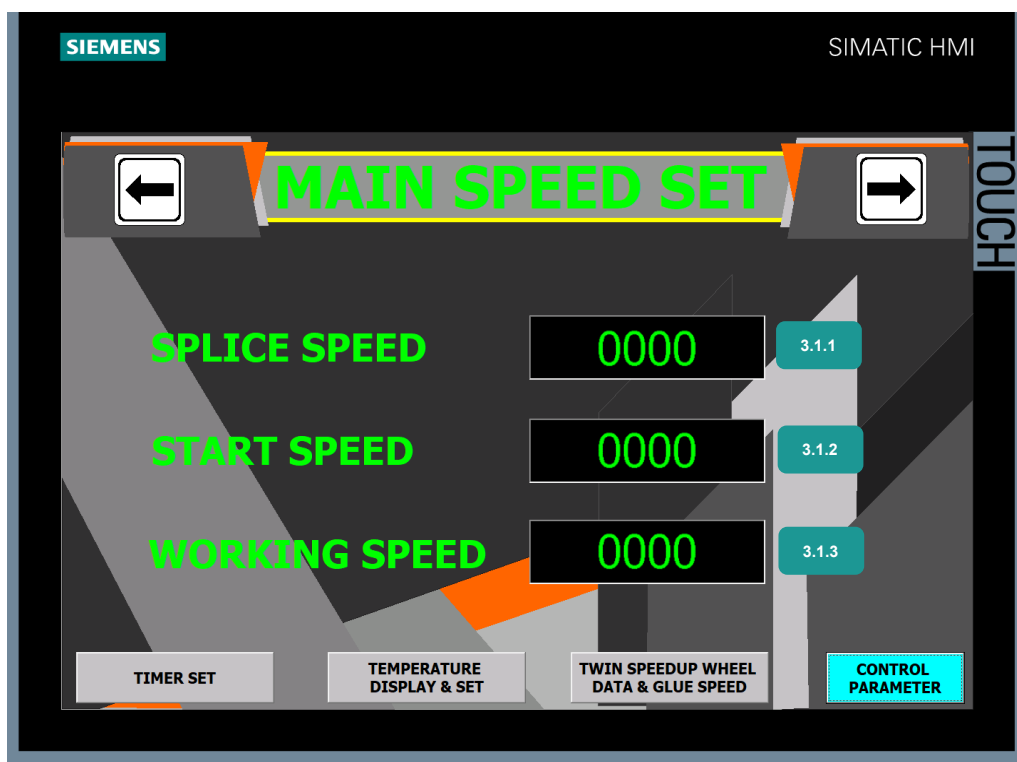 SIEMENS
SIMATIC HMI
TOUCH
MAIN SPEED SET
SPLICE SPEED 0000 3.1.1
START SPEED 0000 3.1.2
WORKING SPEED 0000 3.1.3
TIMER SET
TEMPERATURE
DISPLAY & SET
TWIN SPEEDUP WHEEL
DATA & GLUE SPEED
CONTROL
PARAMETER